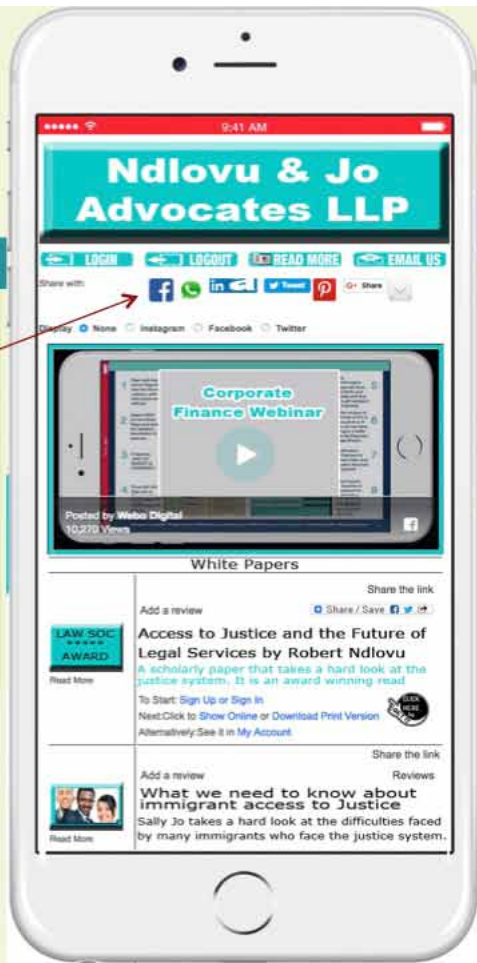 9:41 AM
Ndlovu & Jo
Advocates LLP
LOGIN LOGOUT READ MORE EMAIL US
Share with:
f in Tweet G+ Share
Display None Instagram Facebook Twitter
Corporate
Finance Webinar
Posted by Webo Digital
10,270 Views
White Papers
Share the link
Add a review Share / Save
LAW SOC
*****
AWARD
Read More
Access to Justice and the Future of
Legal Services by Robert Ndlovu
A scholarly paper that takes a hard look at the
justice system. It is an award winning read
To Start: Sign Up or Sign In
Next:Click to Show Online or Download Print Version
Alternatively:See it in My Account
CLICK
HERE
Share the link
Add a review Reviews
What we need to know about
immigrant access to Justice
Sally Jo takes a hard look at the difficulties faced
by many immigrants who face the justice system.
Read More